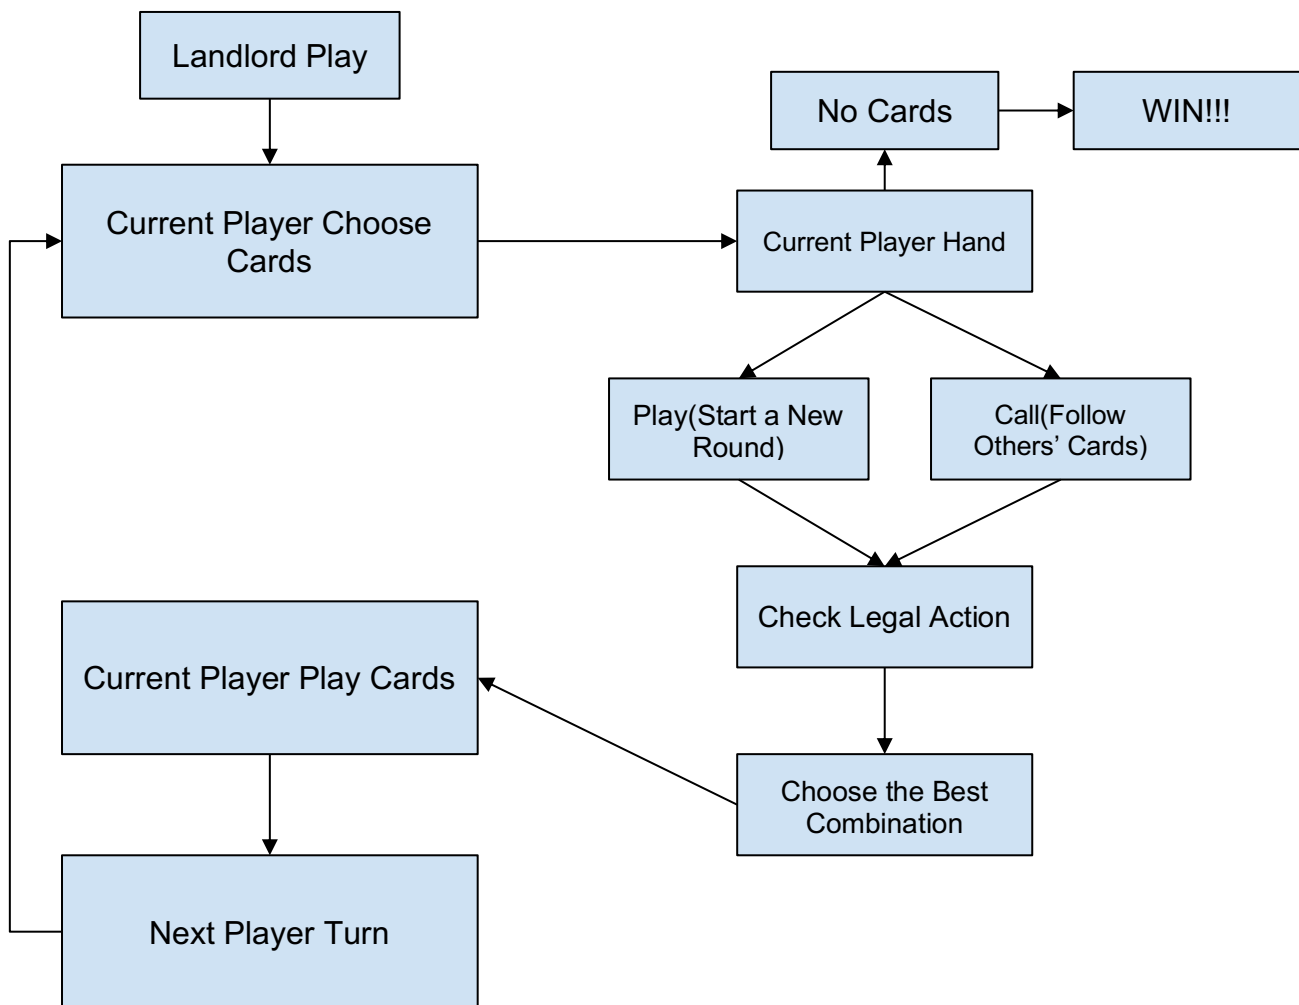 Landlord Play
No Cards
WIN!!!
Current Player Choose
Cards
Current Player Hand
Play(Start a New
Round)
Call(Follow
Others’ Cards)
Check Legal Action
Current Player Play Cards
Choose the Best
Combination
Next Player Turn